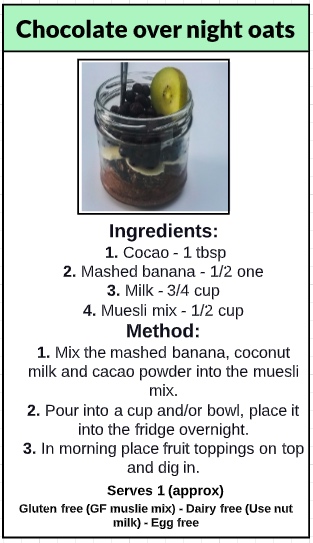 Chocolate over night oats
Ingredients:
1. Cocao - 1 tbsp
2. Mashed banana - 1/2 one
3. Milk - 3/4 cup
4. Muesli mix - 1/2 cup
Method:
1. Mix the mashed banana, coconut
milk and cacao powder into the muesli
mix.
2. Pour into a cup and/or bowl, place it
into the fridge overnight.
3. In morning place fruit toppings on top
and dig in.
Serves 1 (approx)
Gluten free (GF muslie mix) - Dairy free (Use nut
milk) - Egg free